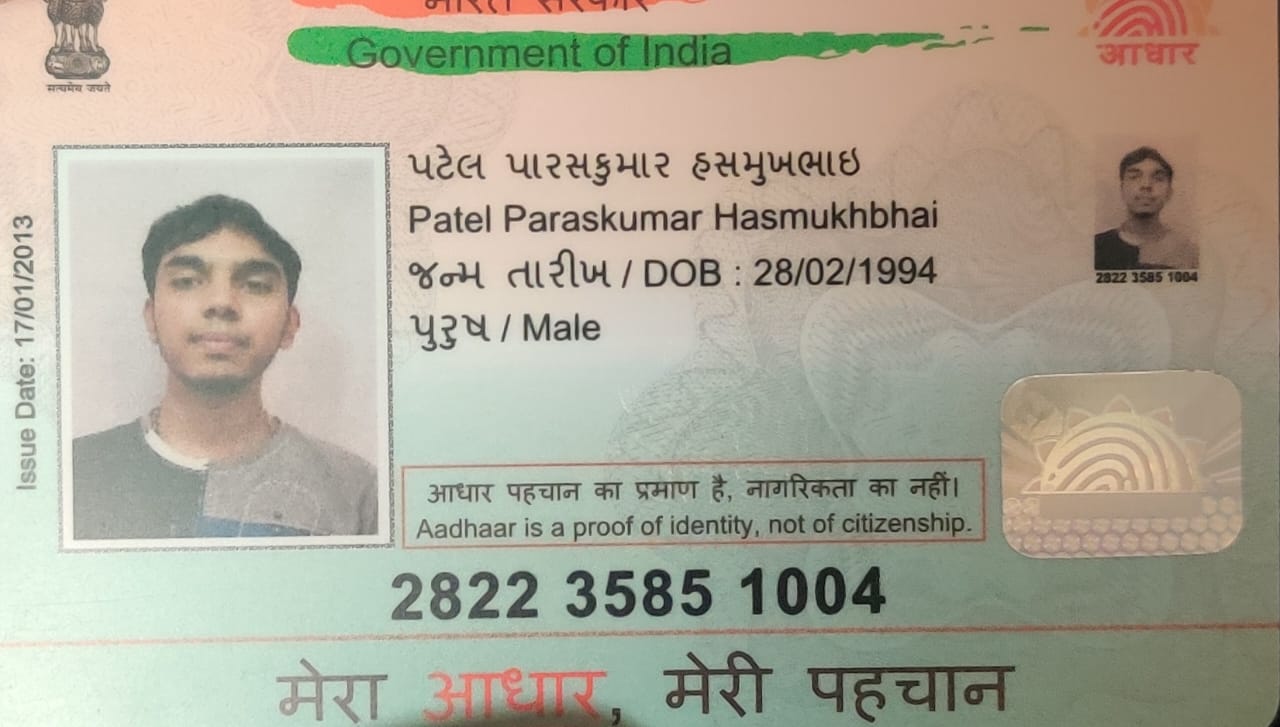 भारत सरकार
Government of India
सत्यमेव जयते
आधार
Issue Date: 17/01/2013
પટેલ પારસકુમાર હસમુખભાઇ
Patel Paraskumar Hasmukhbhai
જન્મ તારીખ / DOB : 28/02/1994
પુરુષ / Male
2822 3585 1004
आधार पहचान का प्रमाण है, नागरिकता का नहीं।
Aadhaar is a proof of identity, not of citizenship.
2822 3585 1004
मेरा आधार, मेरी पहचान